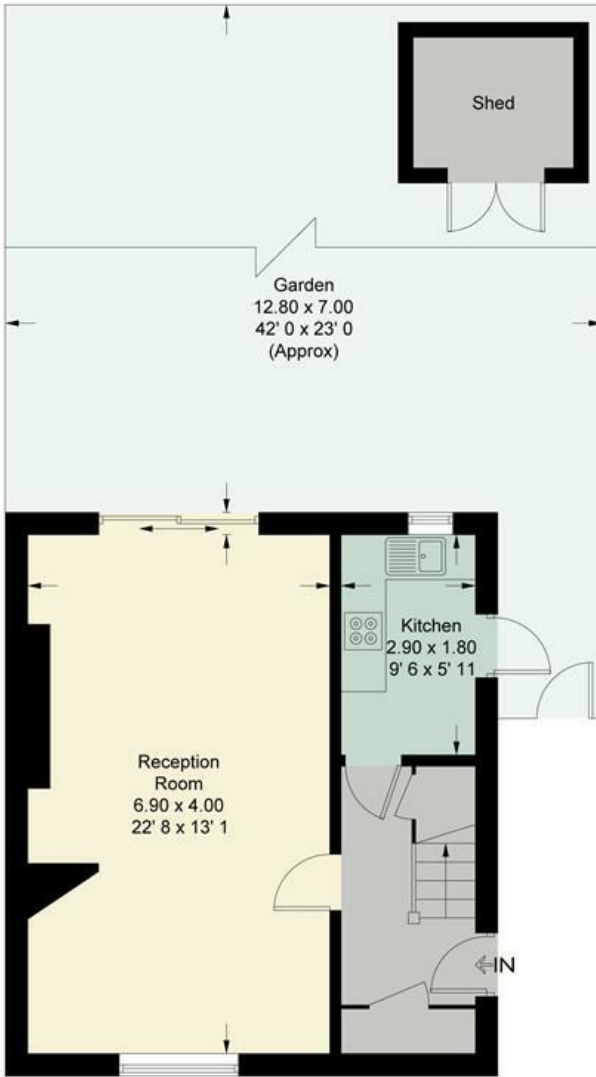 Shed
Garden
12.80 x 7.00
42' 0 x 23' 0
(Approx)
Kitchen
2.90 x 1.80
9' 6 x 5' 11
Reception
Room
6.90 x 4.00
22' 8 x 13' 1
IN